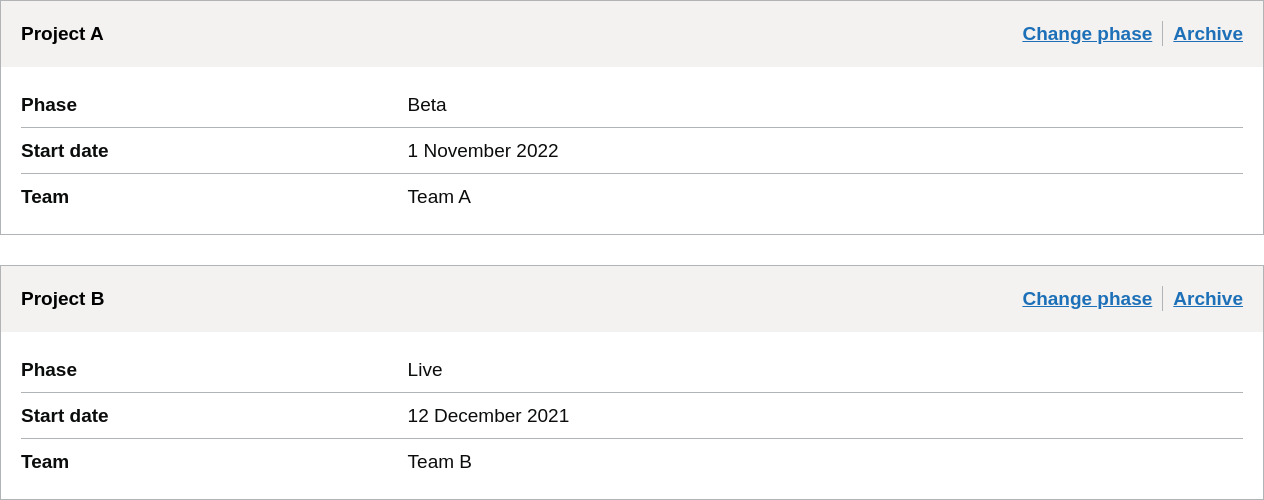 Project A Change phase Archive
Phase Beta
Start date 1 November 2022
Team Team A
Project B Change phase Archive
Phase Live
Start date 12 December 2021
Team Team B